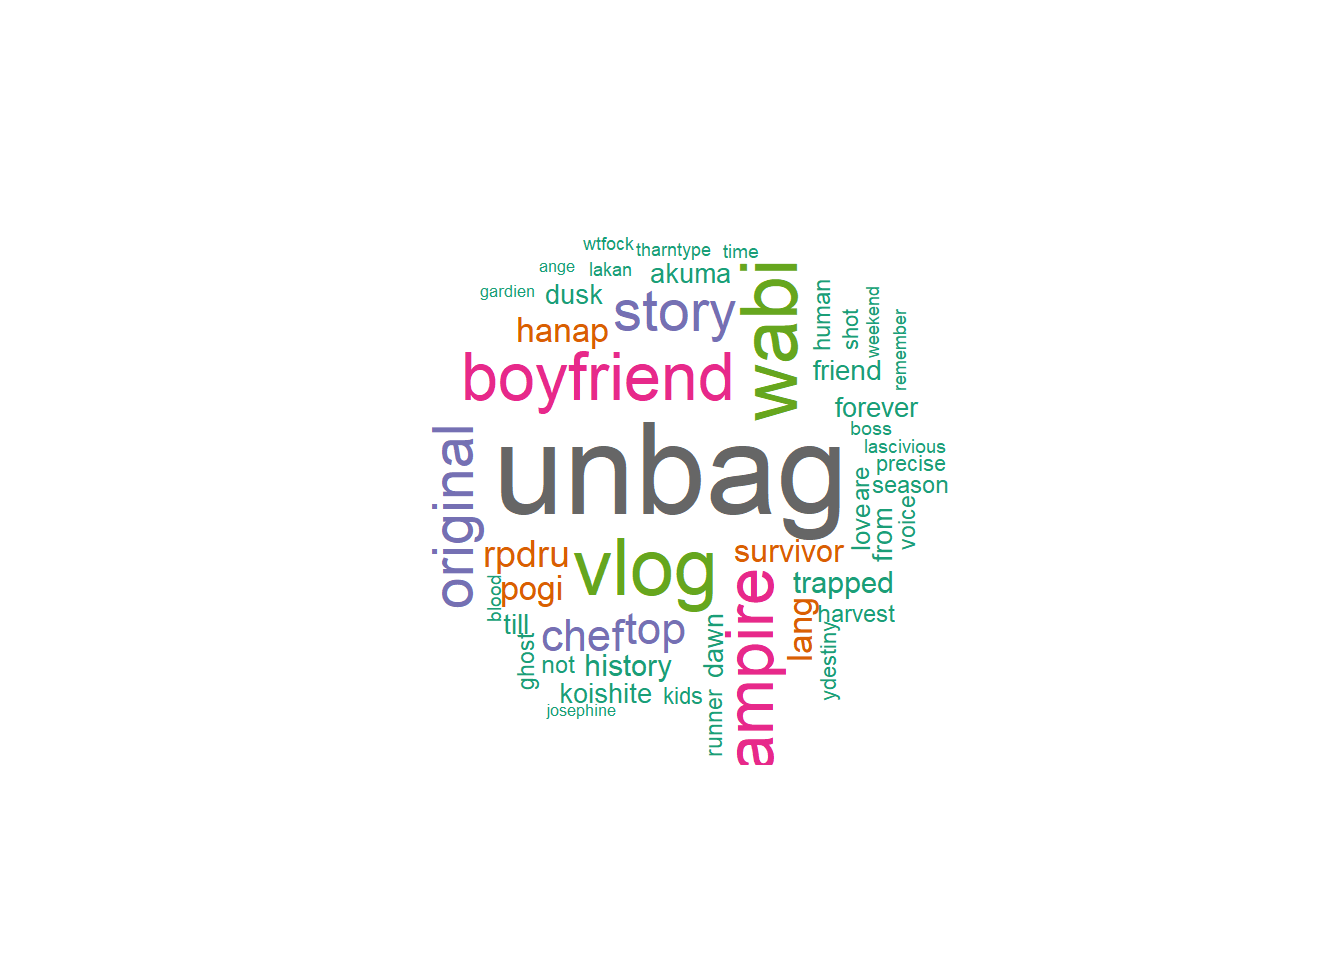 wtfock
tharntype
time
ange
lakan
akuma
gardien
dusk
story
wabi
human
shot
weekend
remember
hanap
boyfriend
friend
forever
boss
lascivious
precise
season
original
unbag
love
are
from
voice
rpdru
vlog
survivor
pogi
blood
trapped
ampire
lang
harvest
till
chef
top
dawn
ydestiny
ghost
not
history
koishite
kids
runner
josephine